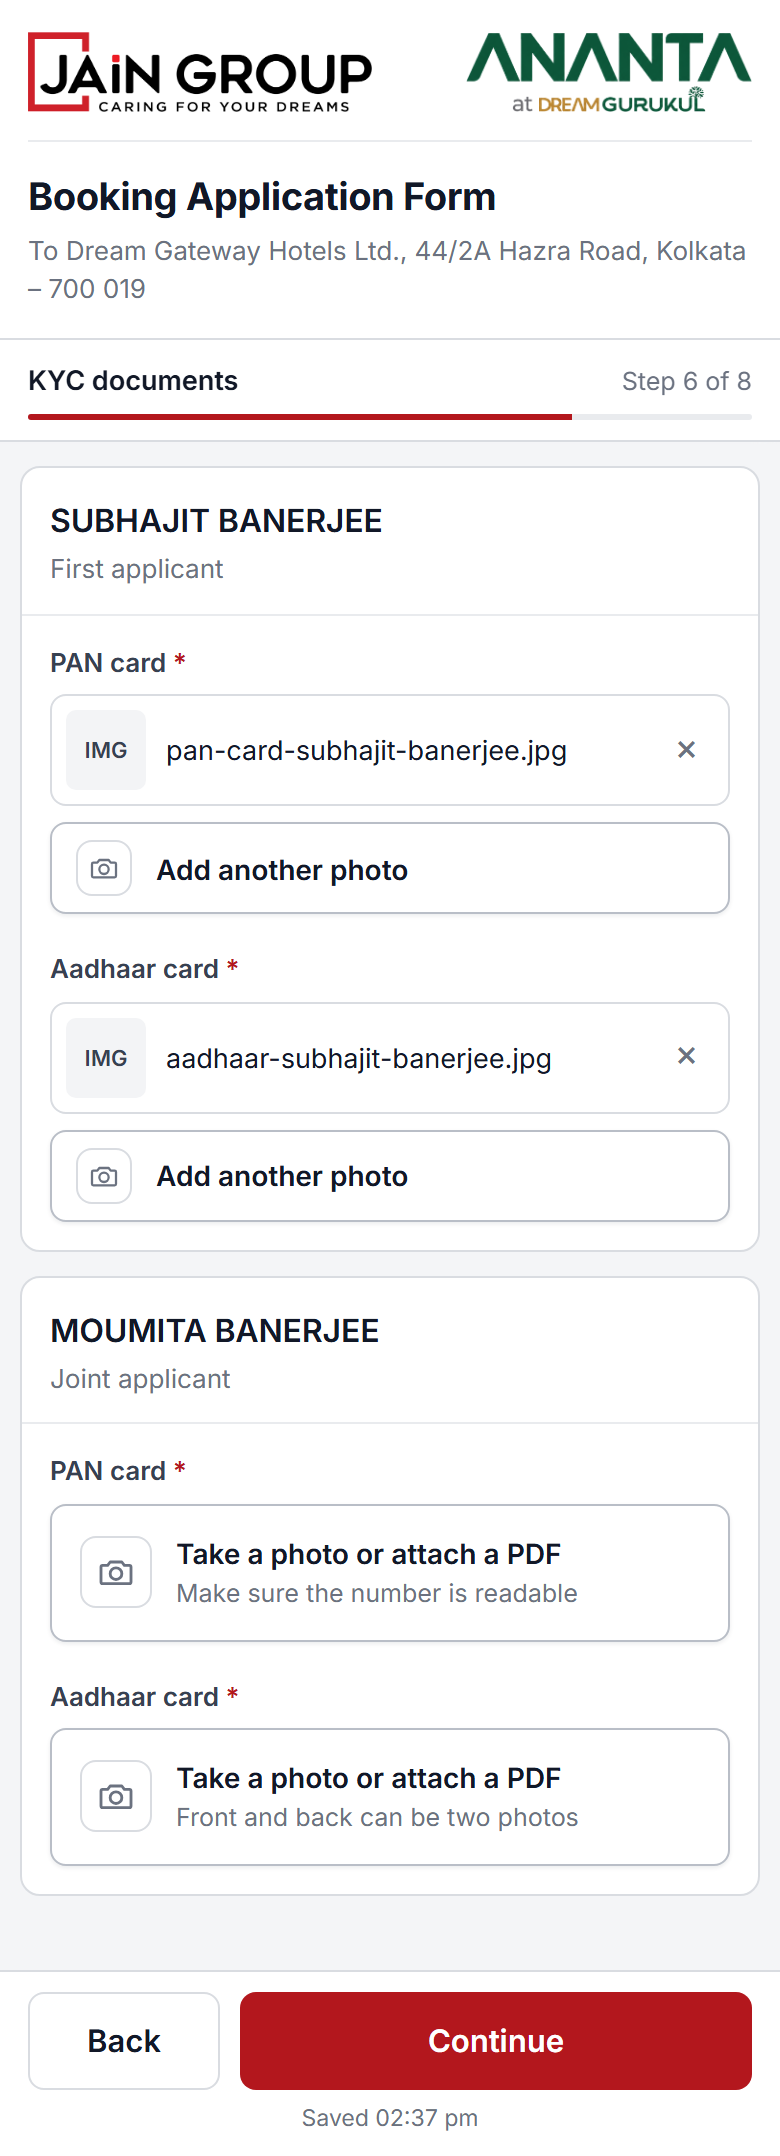 JAiN GROUP
CARING FOR YOUR DREAMS
ANANTA
at DREAMGURUKUL
Booking Application Form
To Dream Gateway Hotels Ltd., 44/2A Hazra Road, Kolkata
– 700 019
KYC documents
Step 6 of 8
SUBHAJIT BANERJEE
First applicant
PAN card *
IMG
pan-card-subhajit-banerjee.jpg
Add another photo
Aadhaar card *
IMG
aadhaar-subhajit-banerjee.jpg
Add another photo
MOUMITA BANERJEE
Joint applicant
PAN card *
Take a photo or attach a PDF
Make sure the number is readable
Aadhaar card *
Take a photo or attach a PDF
Front and back can be two photos
Back
Continue
Saved 02:37 pm